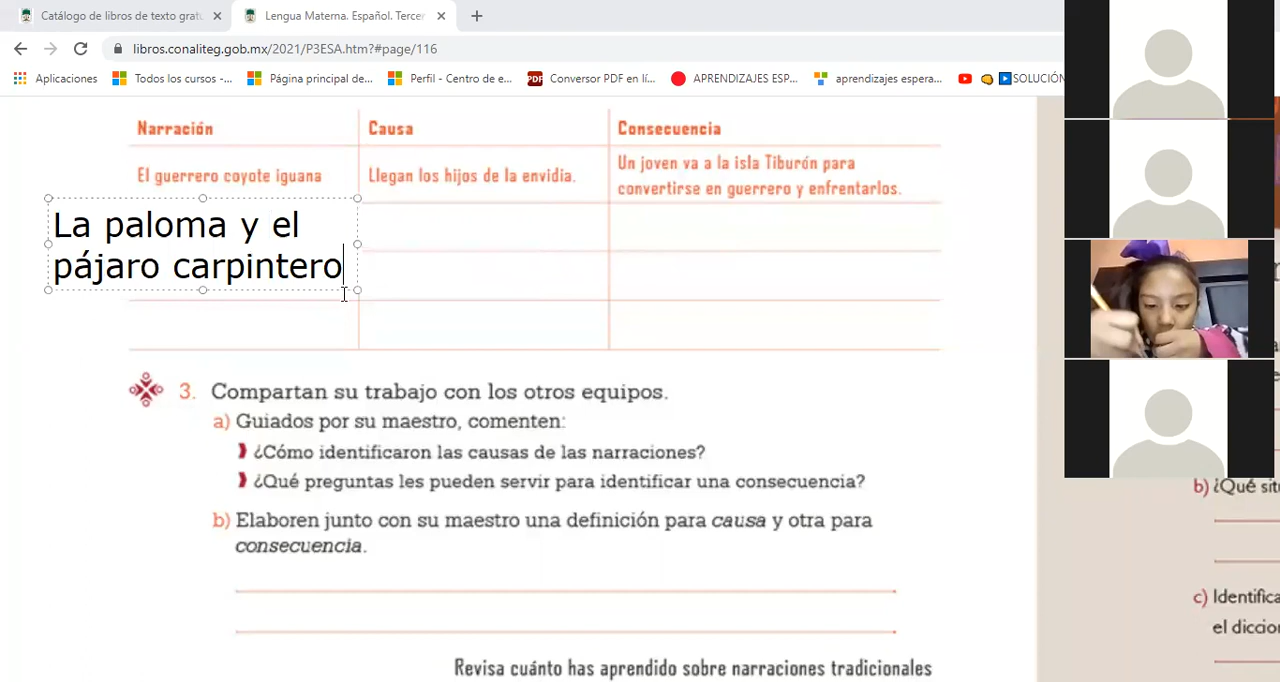 Catálogo de libros de texto gratu
Lengua Materna. Español. Tercer
libros.conaliteg.gob.mx/2021/P3ESA.htm?#page/116
Aplicaciones
Todos los cursos -...
Página principal de...
Perfil - Centro de e...
PDF
Conversor PDF en lí...
APRENDIZAJES ESP...
aprendizajes espera...
SOLUCIÓN
Narración
Causa
Consecuencia
El guerrero coyote iguana
Llegan los hijos de la envidia.
Un joven va a la isla Tiburón para
convertirse en guerrero y enfrentarlos.
La paloma y el
pájaro carpintero
3. Compartan su trabajo con los otros equipos.
a) Guiados por su maestro, comenten:
¿Cómo identificaron las causas de las narraciones?
¿Qué preguntas les pueden servir para identificar una consecuencia?
b) Elaboren junto con su maestro una definición para causa y otra para
consecuencia.
Revisa cuánto has aprendido sobre narraciones tradicionales
b) ¿Qué situ
c) Identifica
el diccion